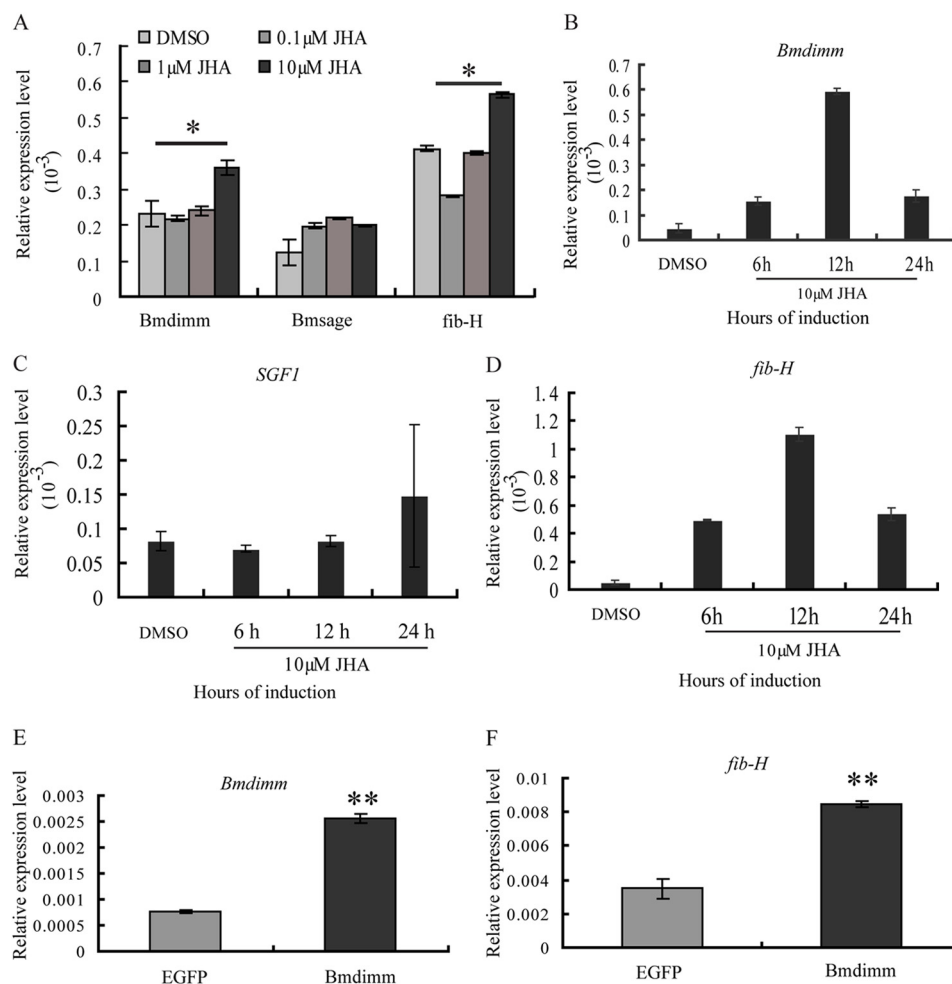 A
DMSO
0.1μM JHA
1μM JHA
10μM JHA
Relative expression level
(10-3)
0.7
0.6
0.5
0.4
0.3
0.2
0.1
0
*
*
Bmdimm
Bmsage
fib-H
B
Bmdimm
Relative expression level
(10-3)
0.7
0.6
0.5
0.4
0.3
0.2
0.1
0
DMSO
6h
12h
24h
10μM JHA
Hours of induction
C
SGF1
Relative expression level
(10-3)
0.3
0.25
0.2
0.15
0.1
0.05
0
DMSO
6 h
12 h
24 h
10μM JHA
Hours of induction
D
fib-H
Relative expression level
(10-3)
1.4
1.2
1
0.8
0.6
0.4
0.2
0
DMSO
6h
12h
24h
10μM JHA
Hours of induction
E
Bmdimm
Relative expression level
0.003
0.0025
0.002
0.0015
0.001
0.0005
0
**
EGFP
Bmdimm
F
fib-H
Relative expression level
0.01
0.008
0.006
0.004
0.002
0
**
EGFP
Bmdimm